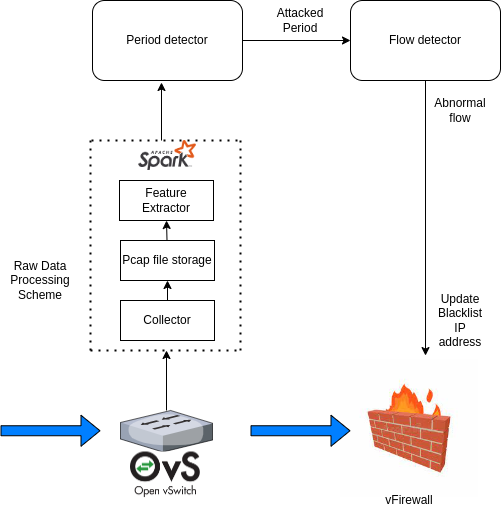 Attacked
Period
Period detector
Flow detector
Abnormal
flow
APACHE
Spark
Feature
Extractor
Pcap file storage
Raw Data
Processing
Scheme
Collector
Update
Blacklist
IP
address
OvS
Open vSwitch
vFirewall